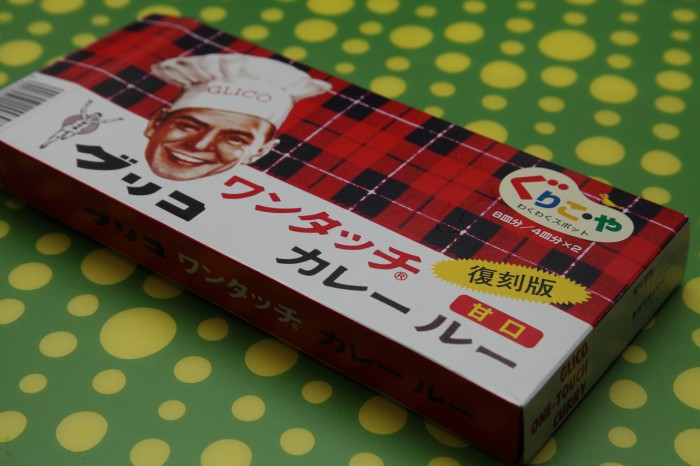 GLICO
ぐりこ・や
わくわくスポット
8皿分/4皿分×2
グリコ
ワンタッチ®
カレールー
復刻版
甘口
グリコ ワンタッチ® カレールー
GLICO
ONE-TOUCH
CURRY